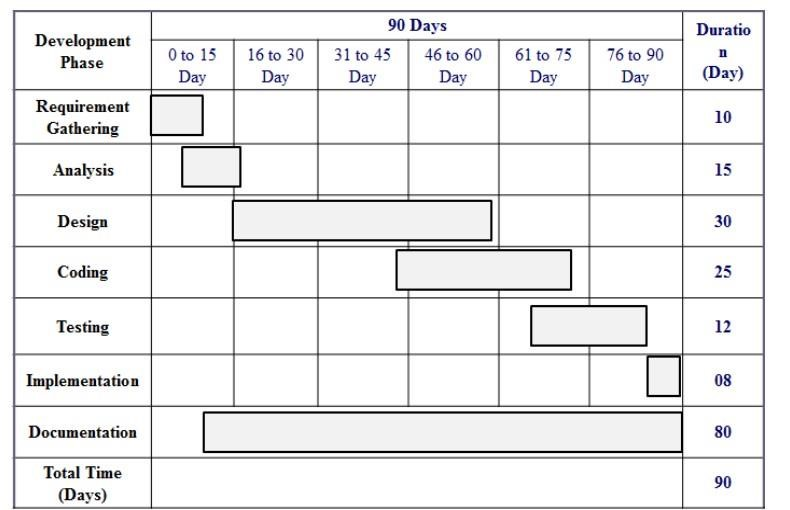 Development
Phase
90 Days
Duratio
n
(Day)
0 to 15
Day
16 to 30
Day
31 to 45
Day
46 to 60
Day
61 to 75
Day
76 to 90
Day
Requirement
Gathering
10
Analysis
15
Design
30
Coding
25
Testing
12
Implementation
08
Documentation
80
Total Time
(Days)
90